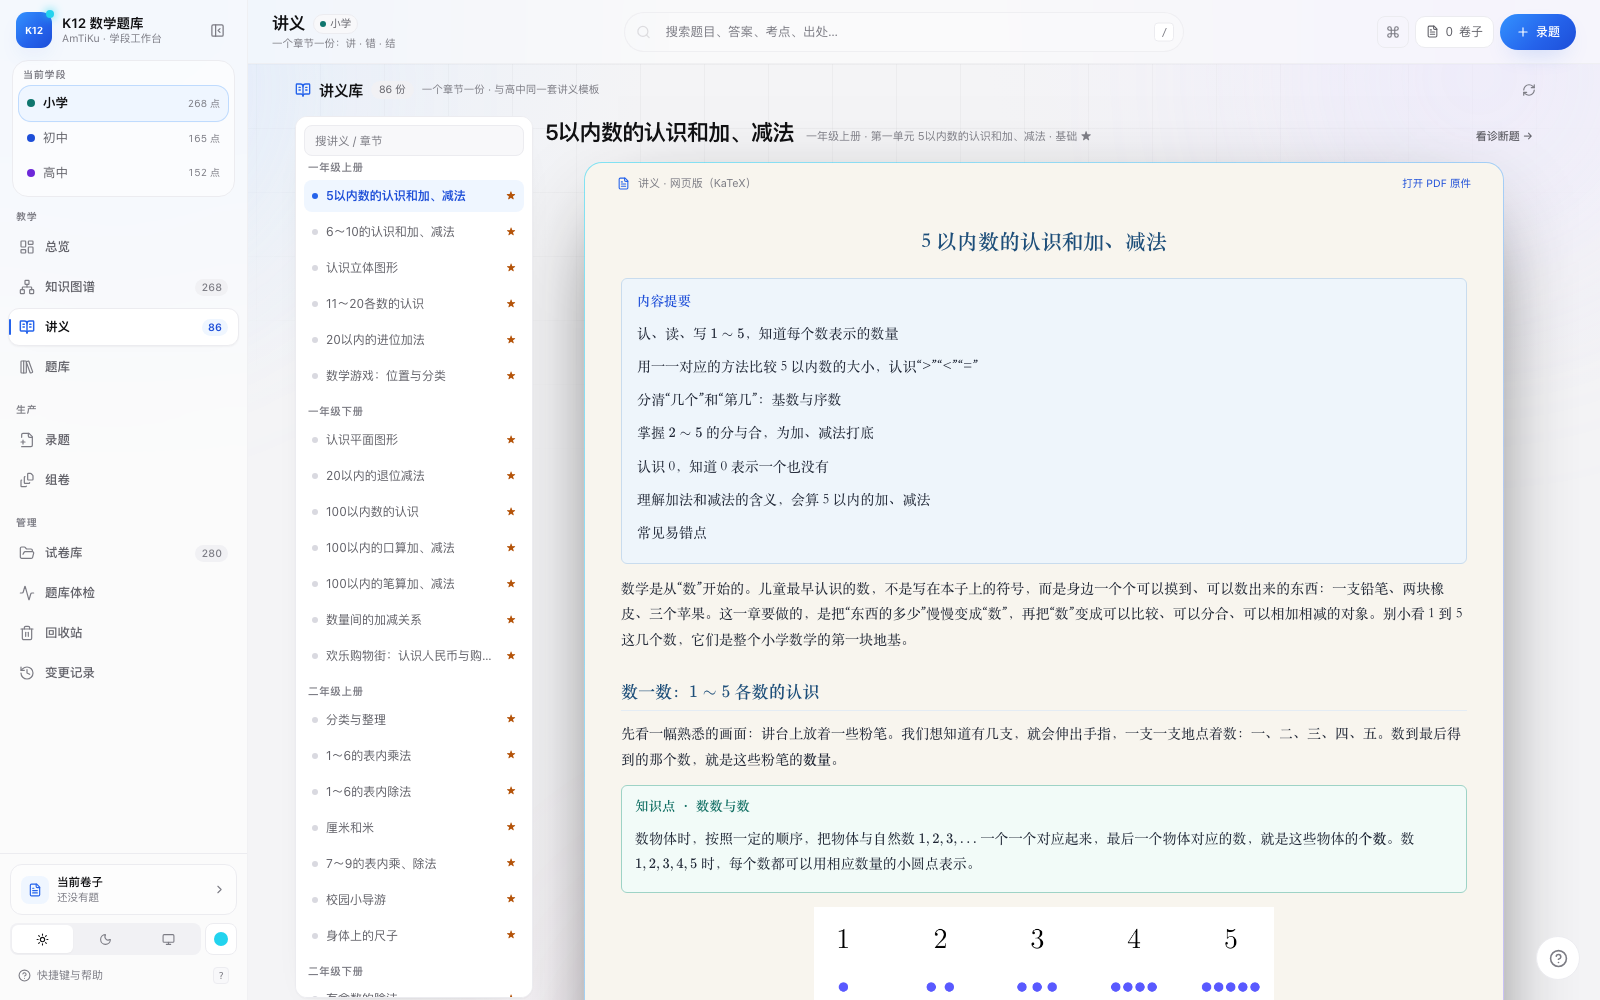 K12
K12 数学题库
AmTiKu · 学段工作台
当前学段
小学
268 点
初中
165 点
高中
152 点
教学
总览
知识图谱
268
讲义
86
题库
生产
录题
组卷
管理
试卷库
280
题库体检
回收站
变更记录
当前卷子
还没有题
快捷键与帮助
?
讲义
小学
一个章节一份：讲 · 错 · 结
搜索题目、答案、考点、出处...
/
⌘
0 卷子
+ 录题
讲义库
86 份
一个章节一份 · 与高中同一套讲义模板
搜讲义 / 章节
一年级上册
5以内数的认识和加、减法 ★
6～10的认识和加、减法 ★
认识立体图形 ★
11～20各数的认识 ★
20以内的进位加法 ★
数学游戏：位置与分类 ★
一年级下册
认识平面图形 ★
20以内的退位减法 ★
100以内数的认识 ★
100以内的口算加、减法 ★
100以内的笔算加、减法 ★
数量间的加减关系 ★
欢乐购物街：认识人民币与购... ★
二年级上册
分类与整理 ★
1～6的表内乘法 ★
1～6的表内除法 ★
厘米和米 ★
7～9的表内乘、除法 ★
校园小导游 ★
身体上的尺子 ★
二年级下册
5以内数的认识和加、减法
一年级上册 · 第一单元 5以内数的认识和加、减法 · 基础 ★
看诊断题 →
讲义 · 网页版（KaTeX）
打开 PDF 原件
5 以内数的认识和加、减法
内容提要
认、读、写 1 ∼ 5，知道每个数表示的数量
用一一对应的方法比较 5 以内数的大小，认识“>”“<”“=”
分清“几个”和“第几”：基数与序数
掌握 2 ∼ 5 的分与合，为加、减法打底
认识 0，知道 0 表示一个也没有
理解加法和减法的含义，会算 5 以内的加、减法
常见易错点
数学是从“数”开始的。儿童最早认识的数，不是写在本子上的符号，而是身边一个个可以摸到、可以数出来的东西：一支铅笔、两块橡
皮、三个苹果。这一章要做的，是把“东西的多少”慢慢变成“数”，再把“数”变成可以比较、可以分合、可以相加相减的对象。别小看 1 到 5
这几个数，它们是整个小学数学的第一块地基。
数一数：1 ∼ 5 各数的认识
先看一幅熟悉的画面：讲台上放着一些粉笔。我们想知道有几支，就会伸出手指，一支一支地点着数：一、二、三、四、五。数到最后得
到的那个数，就是这些粉笔的数量。
知识点 · 数数与数
数物体时，按照一定的顺序，把物体与自然数 1, 2, 3, . . . 一个一个对应起来，最后一个物体对应的数，就是这些物体的个数。数
1, 2, 3, 4, 5 时，每个数都可以用相应数量的小圆点表示。
1 2 3 4 5